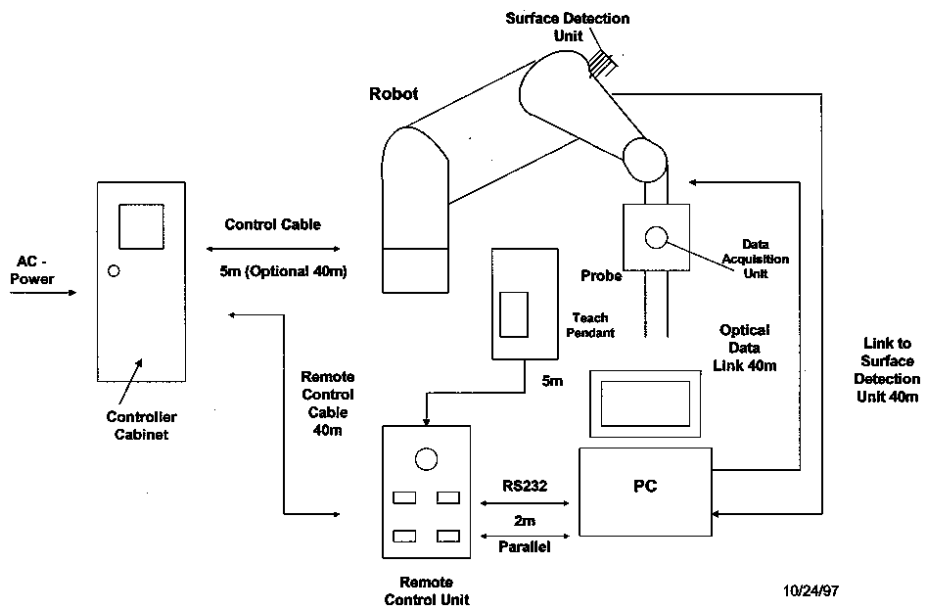 Surface Detection
Unit
Robot
Control Cable
5m (Optional 40m)
AC -
Power
Probe
Data
Acquisition
Unit
Teach
Pendant
5m
Optical
Data
Link 40m
Link to
Surface
Detection
Unit 40m
Remote
Control
Cable
40m
Controller
Cabinet
RS232
2m
Parallel
PC
Remote
Control Unit
10/24/97